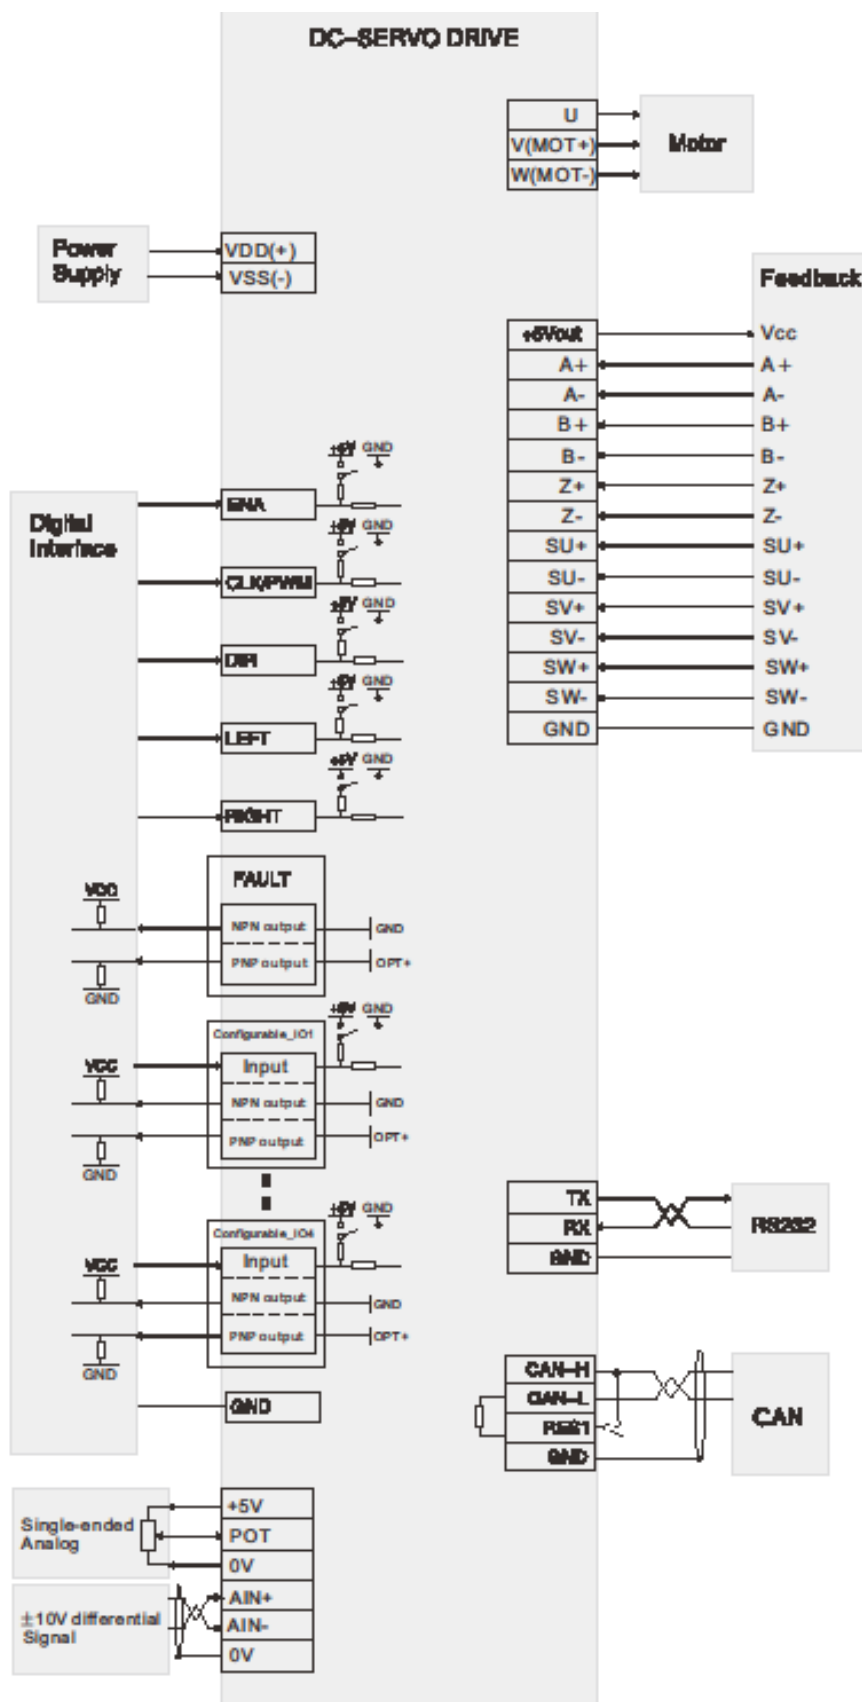 DC-SERVO DRIVE
U
V(MOT+)
W(MOT-)
Motor
Power
Supply
VDD(+)
VSS(-)
Feedback
+5Vout
Vcc
A+
A+
A-
A-
B+
B+
B-
B-
Z+
Z+
Z-
Z-
SU+
SU+
SU-
SU-
SV+
SV+
SV-
SV-
SW+
SW+
SW-
SW-
GND
GND
Digital
Interface
+5V GND
ENA
+5V GND
CLK/PWM
+5V GND
DIR
+5V GND
LEFT
+5V GND
RIGHT
FAULT
VCC
NPN output
GND
PNP output
OPT+
GND
+5V GND
Configurable_IO1
VCC
Input
NPN output
GND
PNP output
OPT+
GND
+5V GND
Configurable_IO4
VCC
Input
NPN output
GND
PNP output
OPT+
GND
GND
TX
RX
GND
RS232
CAN-H
CAN-L
RES1
GND
CAN
Single-ended
Analog
+5V
POT
0V
±10V differential
Signal
AIN+
AIN-
0V